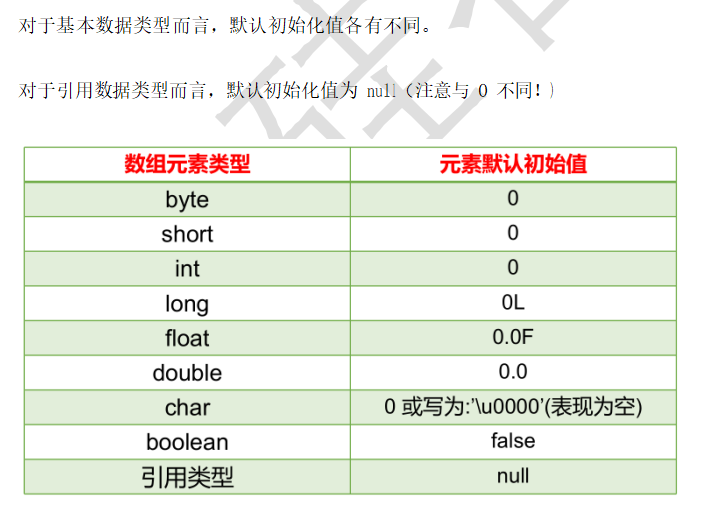 对于基本数据类型而言，默认初始化值各有不同。
对于引用数据类型而言，默认初始化值为 null（注意与 0 不同！）
数组元素类型 元素默认初始值
byte 0
short 0
int 0
long 0L
float 0.0F
double 0.0
char 0 或写为:’\u0000’(表现为空)
boolean false
引用类型 null